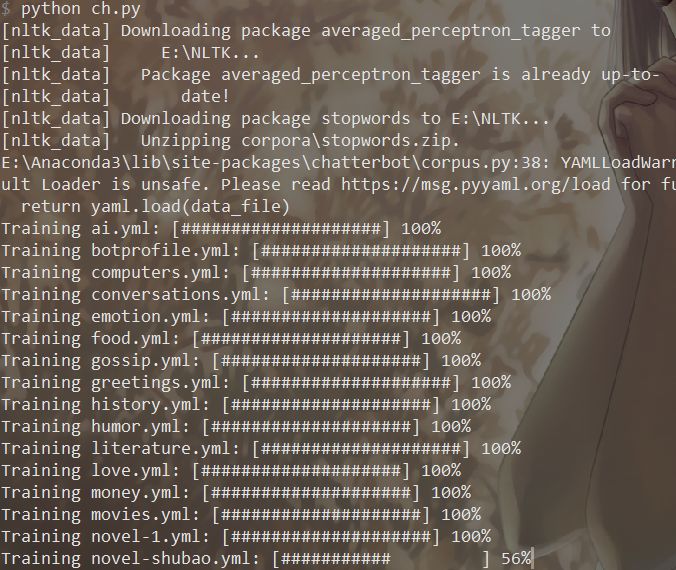 $ python ch.py
[nltk_data] Downloading package averaged_perceptron_tagger to
[nltk_data]     E:\NLTK...
[nltk_data]   Package averaged_perceptron_tagger is already up-to-
[nltk_data]       date!
[nltk_data] Downloading package stopwords to E:\NLTK...
[nltk_data]   Unzipping corpora\stopwords.zip.
E:\Anaconda3\lib\site-packages\chatterbot\corpus.py:38: YAMLLoadWarn
ult Loader is unsafe. Please read https://msg.pyyaml.org/load for fu
  return yaml.load(data_file)
Training ai.yml: [####################] 100%
Training botprofile.yml: [####################] 100%
Training computers.yml: [####################] 100%
Training conversations.yml: [####################] 100%
Training emotion.yml: [####################] 100%
Training food.yml: [####################] 100%
Training gossip.yml: [####################] 100%
Training greetings.yml: [####################] 100%
Training history.yml: [####################] 100%
Training humor.yml: [####################] 100%
Training literature.yml: [####################] 100%
Training love.yml: [####################] 100%
Training money.yml: [####################] 100%
Training movies.yml: [####################] 100%
Training novel-1.yml: [####################] 100%
Training novel-shubao.yml: [###########         ] 56%